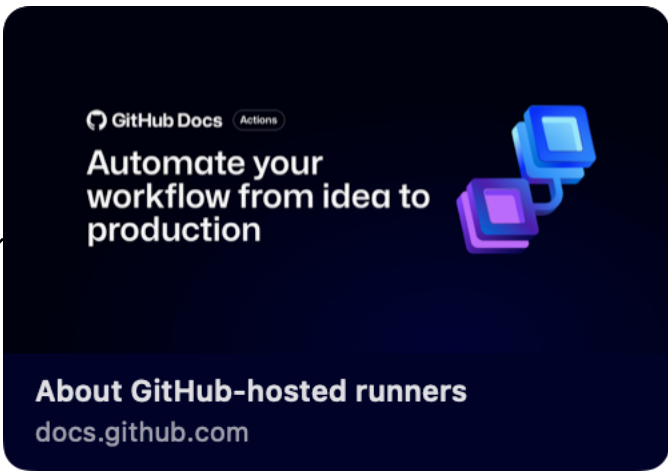 GitHub Docs Actions
Automate your
workflow from idea to
production
About GitHub-hosted runners
docs.github.com